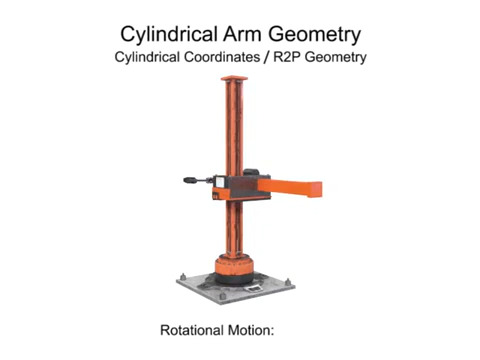 Cylindrical Arm Geometry
Cylindrical Coordinates / R2P Geometry
Rotational Motion: